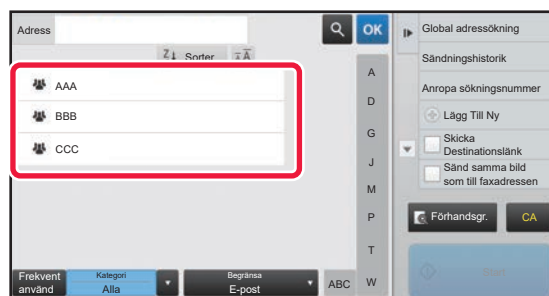 Adress
OK
Sorter
AAA
BBB
CCC
A
D
G
J
M
P
T
W
Frekvent
använd
Kategori
Alla
Begränsa
E-post
ABC
Global adressökning
Sändningshistorik
Anropa sökningsnummer
Lägg Till Ny
Skicka
Destinationslänk
Sänd samma bild
som till faxadressen
Förhandsgr.
CA
Start